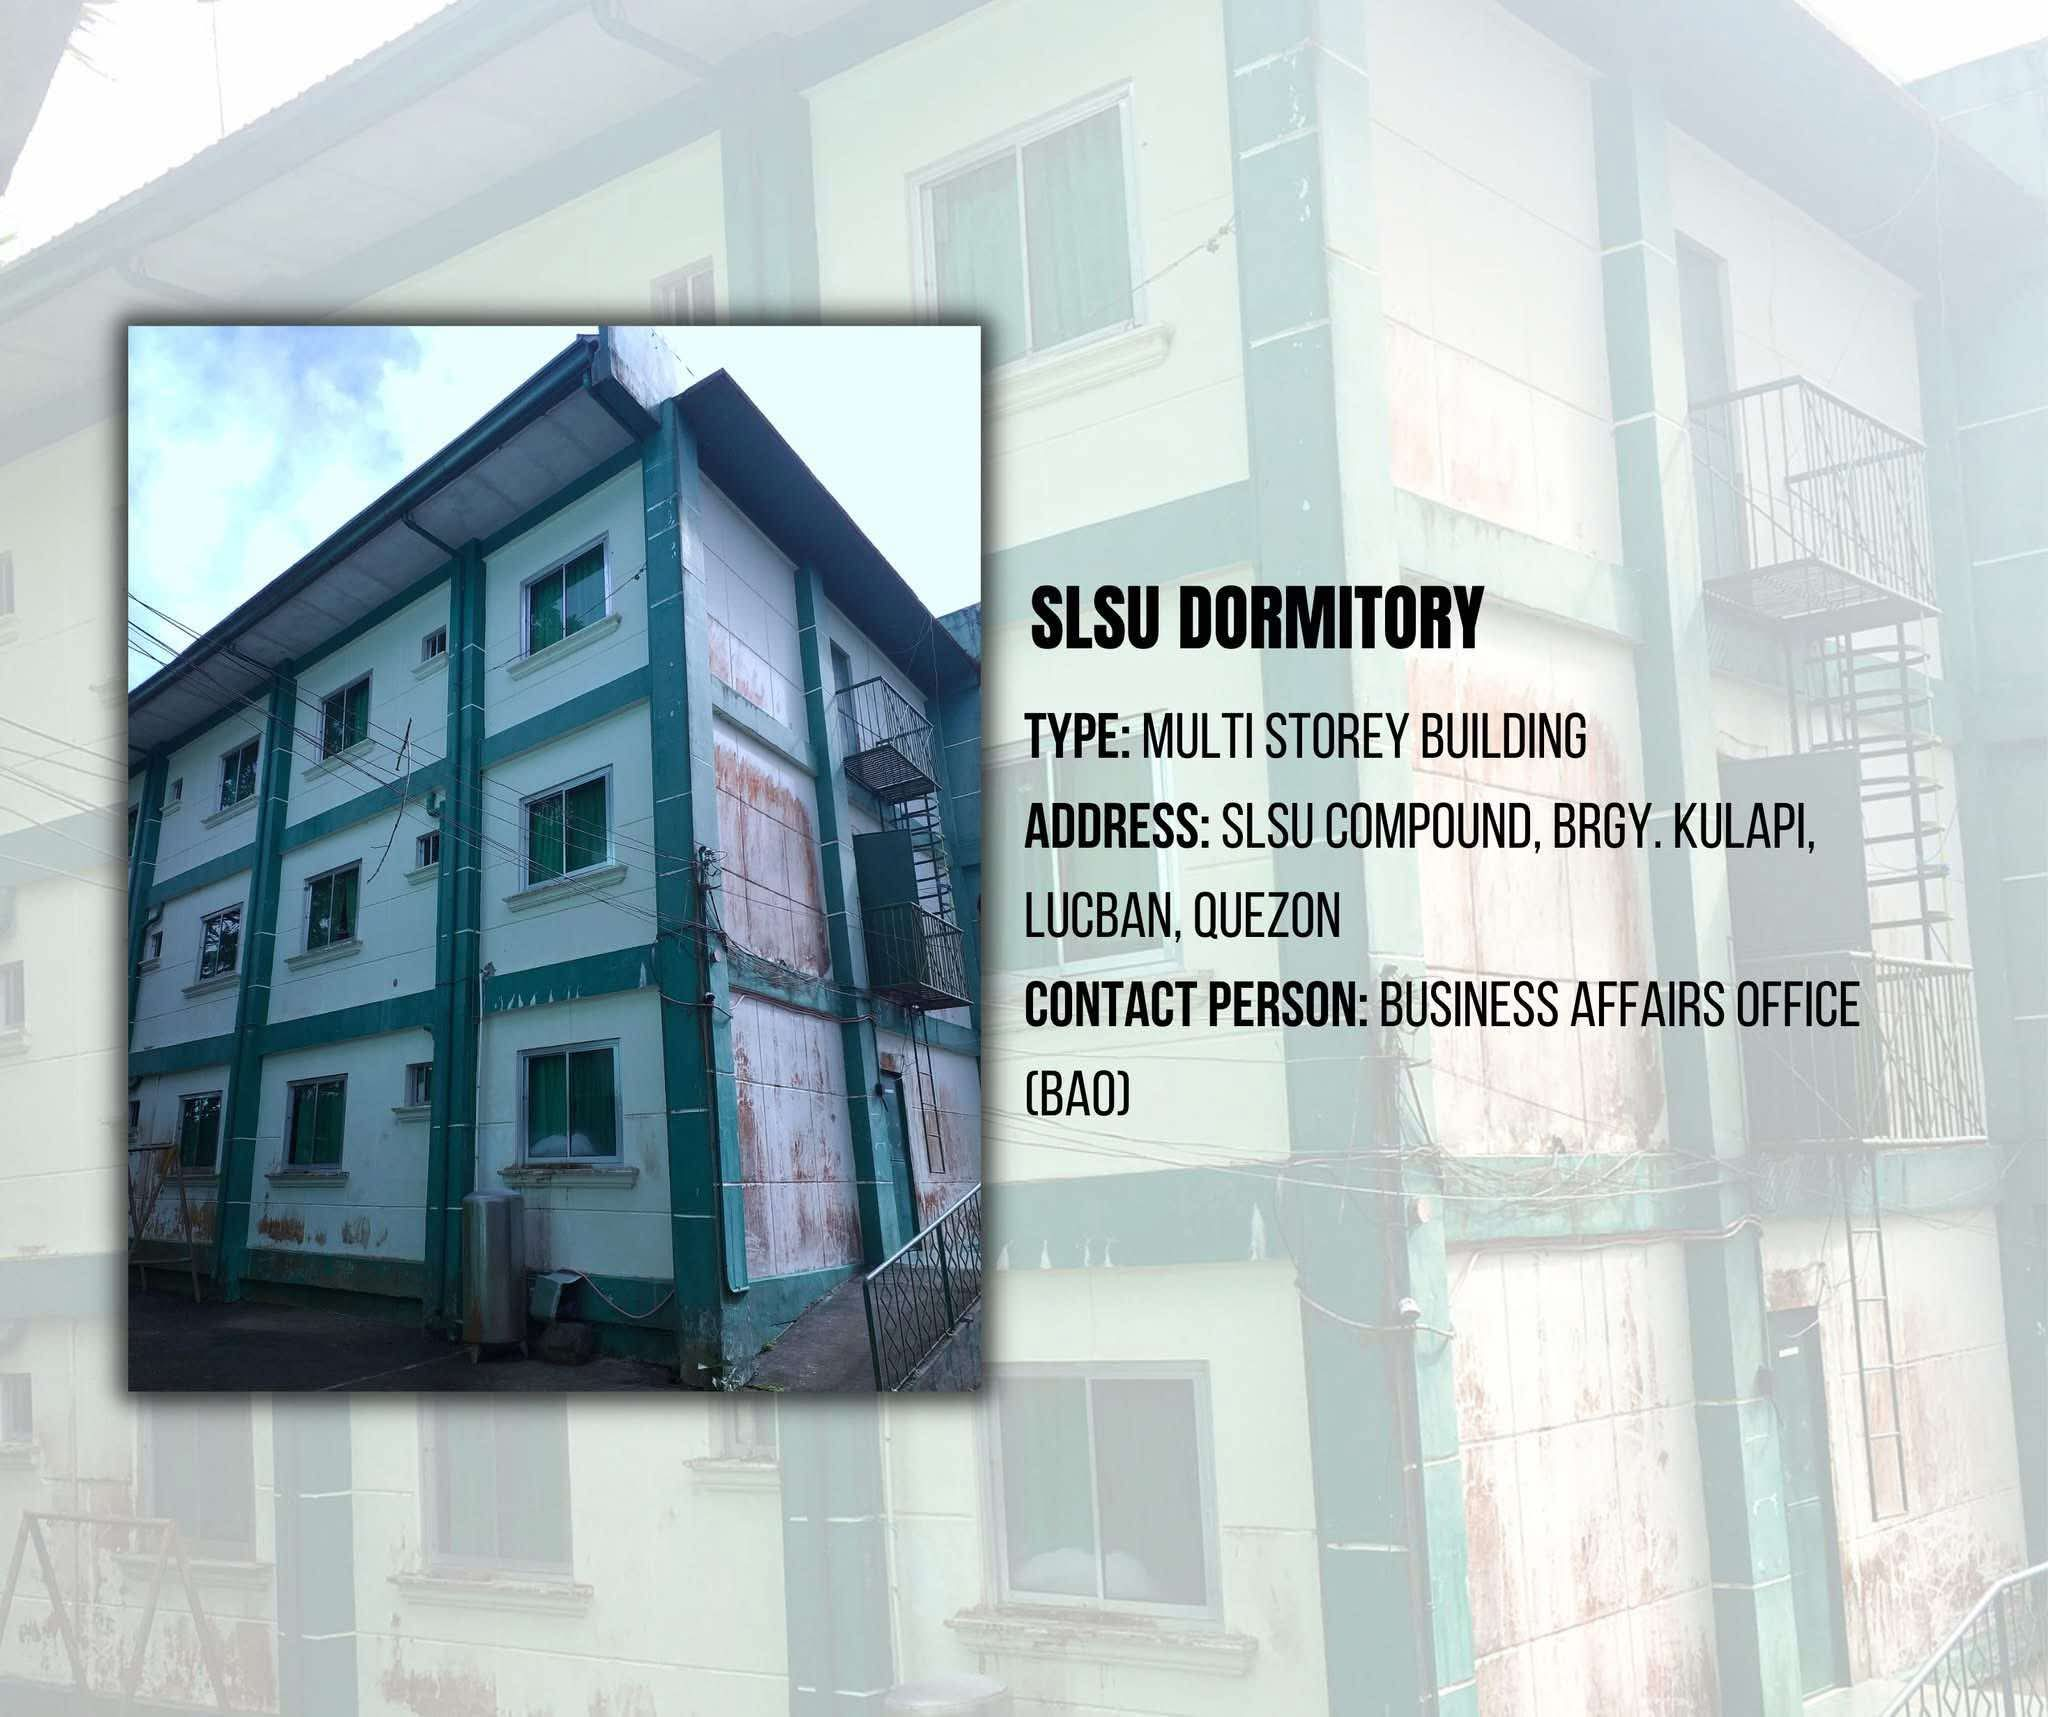 SLSU DORMITORY
TYPE: MULTI STOREY BUILDING
ADDRESS: SLSU COMPOUND, BRGY. KULAPI,
LUCBAN, QUEZON
CONTACT PERSON: BUSINESS AFFAIRS OFFICE
(BAO)